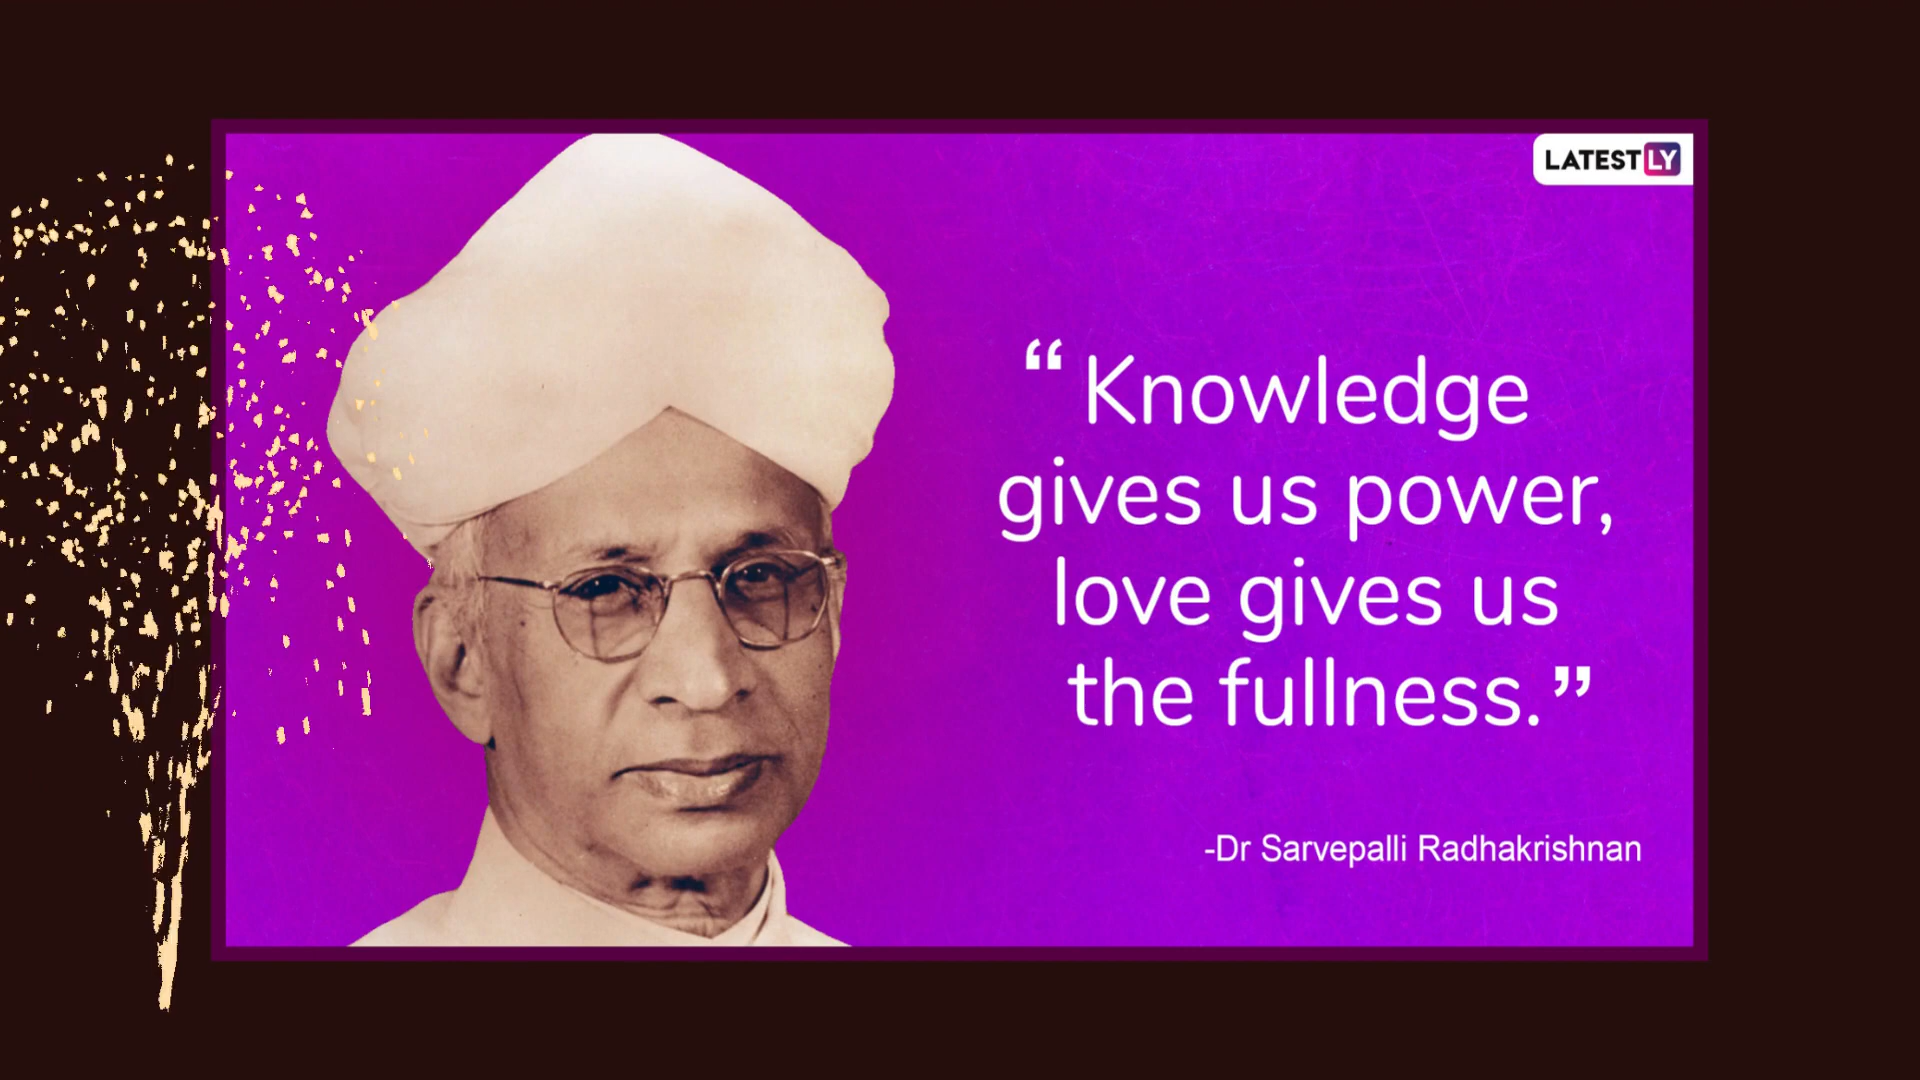 LATESTLY
“Knowledge
gives us power,
love gives us
the fullness.”
-Dr Sarvepalli Radhakrishnan